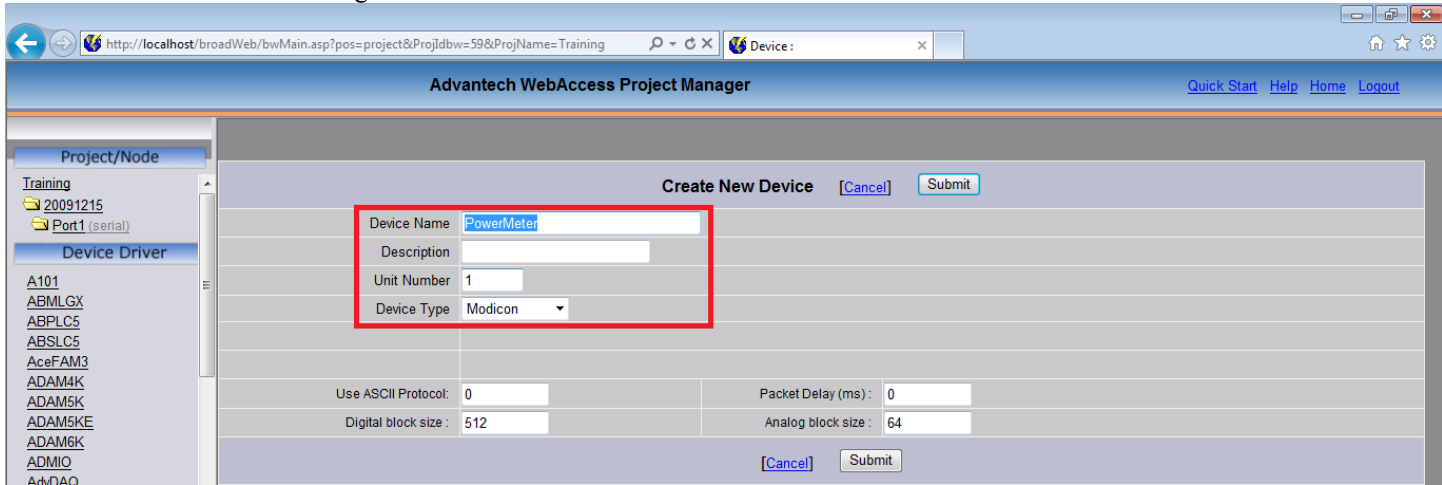 http://localhost/broadWeb/bwMain.asp?pos=project&ProjIdbw=59&ProjName=Training Device :
Advantech WebAccess Project Manager Quick Start Help Home Logout
Project/Node
Training
20091215
Port1 (serial)
Device Driver
A101
ABMLGX
ABPLC5
ABSLC5
AceFAM3
ADAM4K
ADAM5K
ADAM5KE
ADAM6K
ADMIO
AdvDAQ
Create New Device [Cancel] Submit
Device Name PowerMeter
Description
Unit Number 1
Device Type Modicon
Use ASCII Protocol: 0 Packet Delay (ms) : 0
Digital block size : 512 Analog block size : 64
[Cancel] Submit